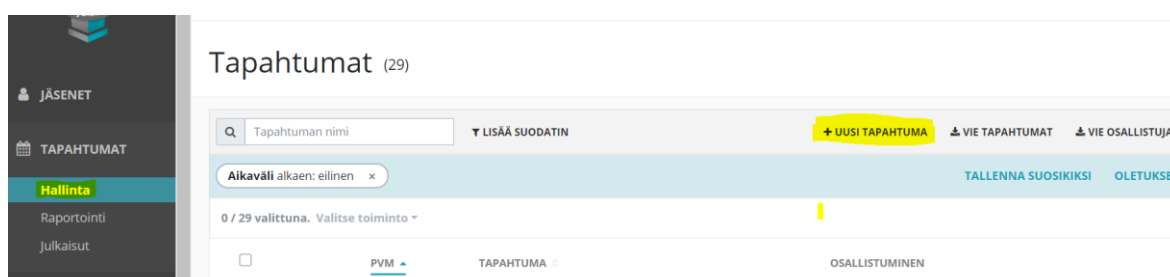 Tapahtumat (29)
JÄSENET
TAPAHTUMAT
Hallinta
Raportointi
Julkaisut
Tapahtuman nimi
LISÄÄ SUODATIN
+ UUSI TAPAHTUMA
VIE TAPAHTUMAT
VIE OSALLISTUJA
Aikaväli alkaen: eilinen ×
TALLENNA SUOSIKIKSI
OLETUKSE
0 / 29 valittuna. Valitse toiminto
PVM
TAPAHTUMA
OSALLISTUMINEN